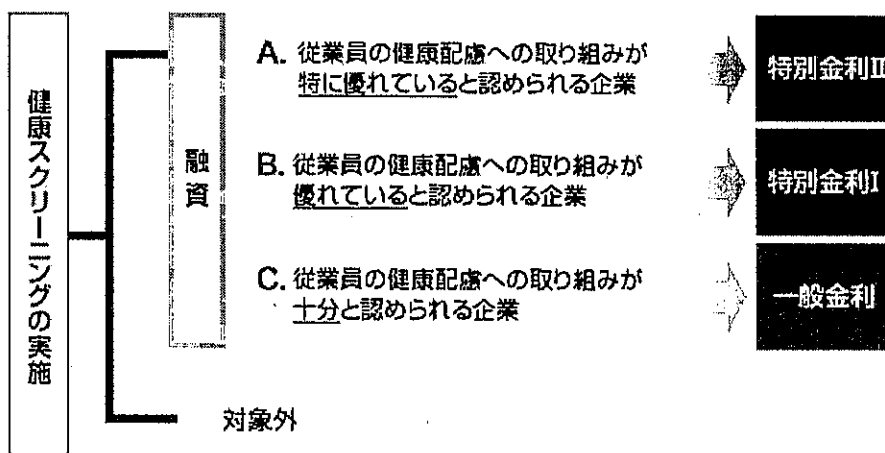 健康スクリーニングの実施
融資
A. 従業員の健康配慮への取り組みが
特に優れていると認められる企業
特別金利II
B. 従業員の健康配慮への取り組みが
優れていると認められる企業
特別金利I
C. 従業員の健康配慮への取り組みが
十分と認められる企業
一般金利
対象外